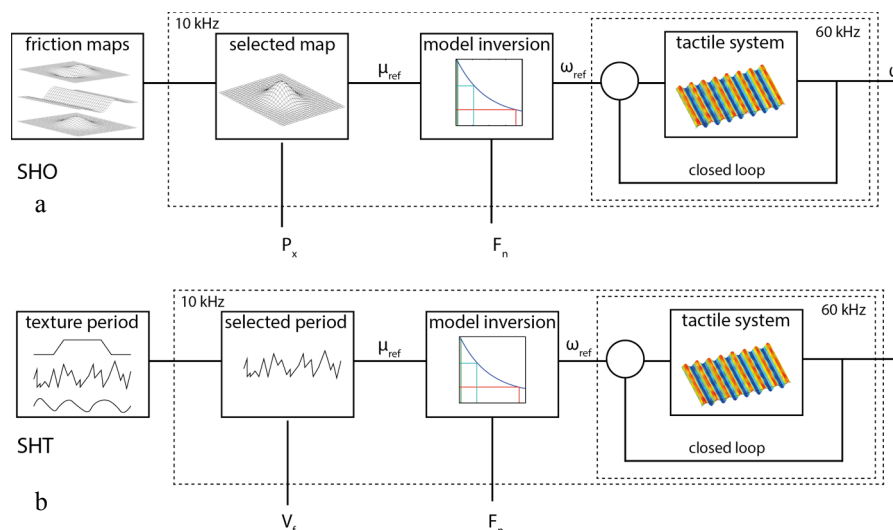 10 kHz
60 kHz
friction maps
selected map
model inversion
tactile system
μref
ωref
ω
closed loop
SHO
a
Px
Fn
10 kHz
60 kHz
texture period
selected period
model inversion
tactile system
μref
ωref
closed loop
SHT
b
Vf
Fn